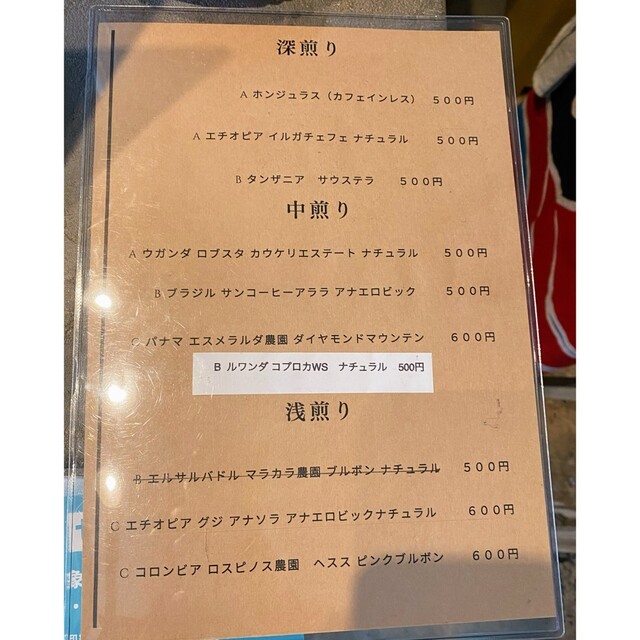 深煎り
A ホンジュラス（カフェインレス） ５００円
A エチオピア イルガチェフェ ナチュラル ５００円
B タンザニア サウステラ ５００円
中煎り
A ウガンダ ロブスタ カウケリエステート ナチュラル ５００円
B ブラジル サンコーヒーアララ アナエロビック ５００円
C パナマ エスメラルダ農園 ダイヤモンドマウンテン ６００円
B ルワンダ コプロカWS ナチュラル 500円
浅煎り
B エルサルバドル マラカラ農園 ブルボン ナチュラル ５００円
C エチオピア グジ アナソラ アナエロビックナチュラル ６００円
C コロンビア ロスピノス農園 ヘスス ピンクブルボン ６００円
象